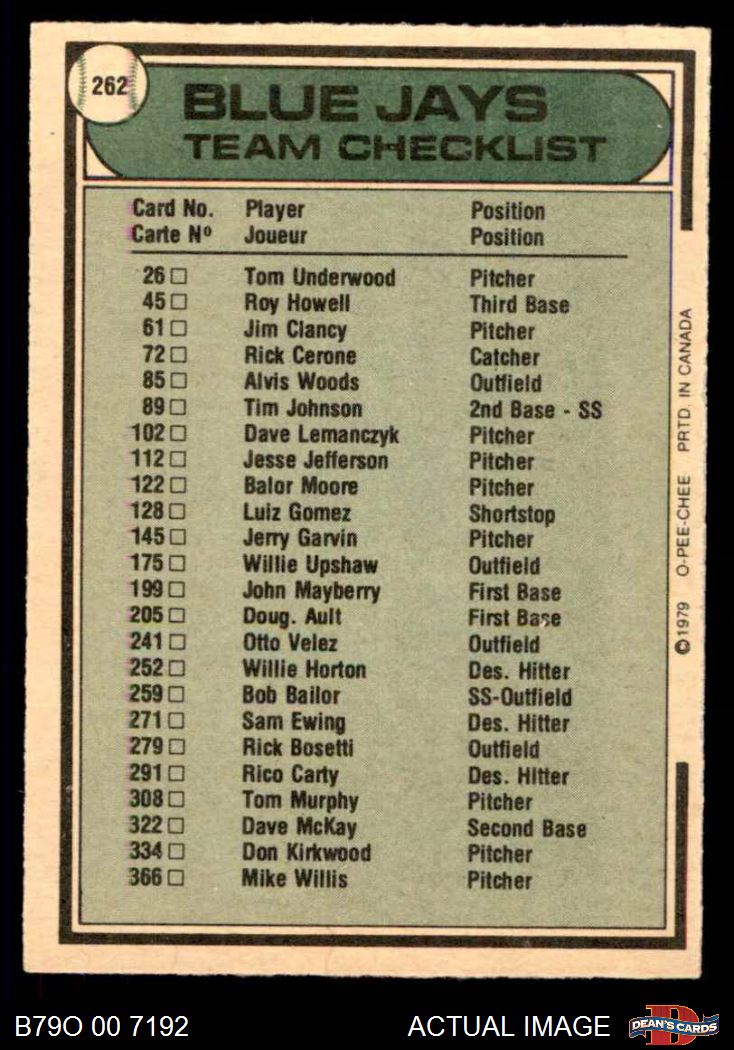 262
BLUE JAYS
TEAM CHECKLIST
Card No. Player Position
Carte Nº Joueur Position
26 □ Tom Underwood Pitcher
45 □ Roy Howell Third Base
61 □ Jim Clancy Pitcher
72 □ Rick Cerone Catcher
85 □ Alvis Woods Outfield
89 □ Tim Johnson 2nd Base - SS
102 □ Dave Lemanczyk Pitcher
112 □ Jesse Jefferson Pitcher
122 □ Balor Moore Pitcher
128 □ Luiz Gomez Shortstop
145 □ Jerry Garvin Pitcher
175 □ Willie Upshaw Outfield
199 □ John Mayberry First Base
205 □ Doug. Ault First Base
241 □ Otto Velez Outfield
252 □ Willie Horton Des. Hitter
259 □ Bob Bailor SS-Outfield
271 □ Sam Ewing Des. Hitter
279 □ Rick Bosetti Outfield
291 □ Rico Carty Des. Hitter
308 □ Tom Murphy Pitcher
322 □ Dave McKay Second Base
334 □ Don Kirkwood Pitcher
366 □ Mike Willis Pitcher
©1979 O-PEE-CHEE PRTD. IN CANADA
B79O 00 7192 ACTUAL IMAGE
D
DEAN'S CARDS